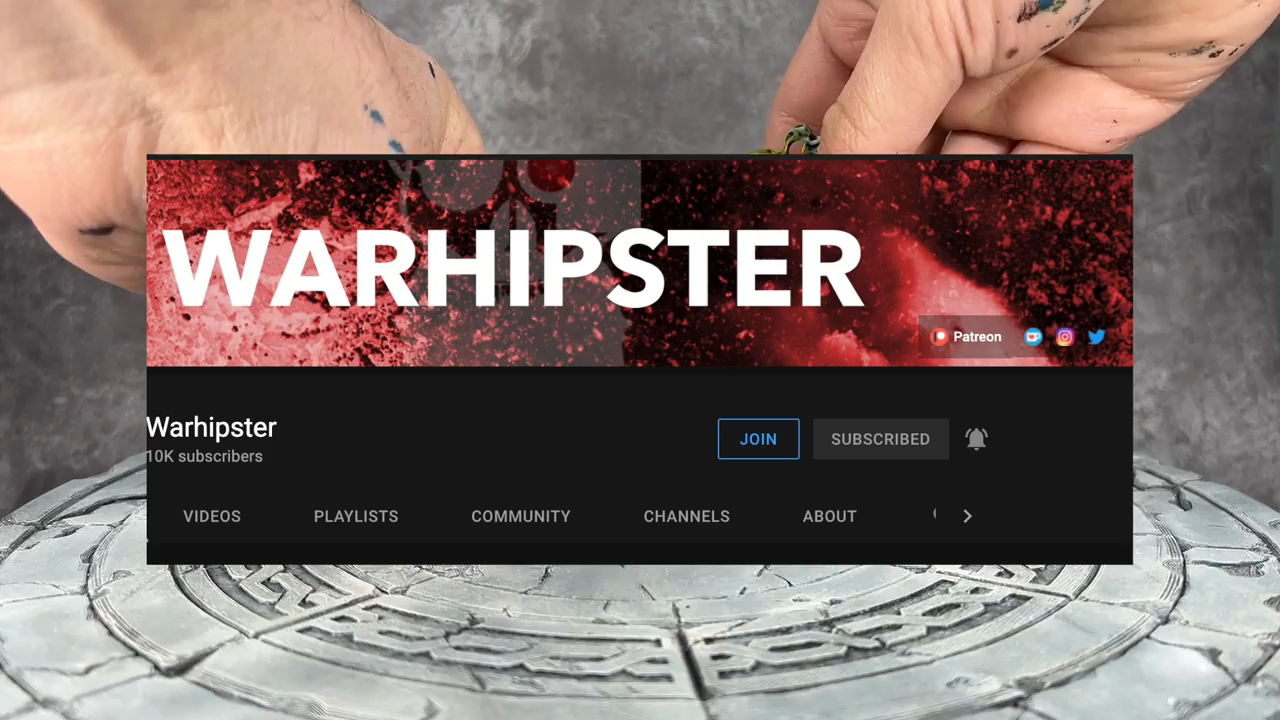 WARHIPSTER
Patreon
Warhipster
10K subscribers
JOIN
SUBSCRIBED
VIDEOS
PLAYLISTS
COMMUNITY
CHANNELS
ABOUT